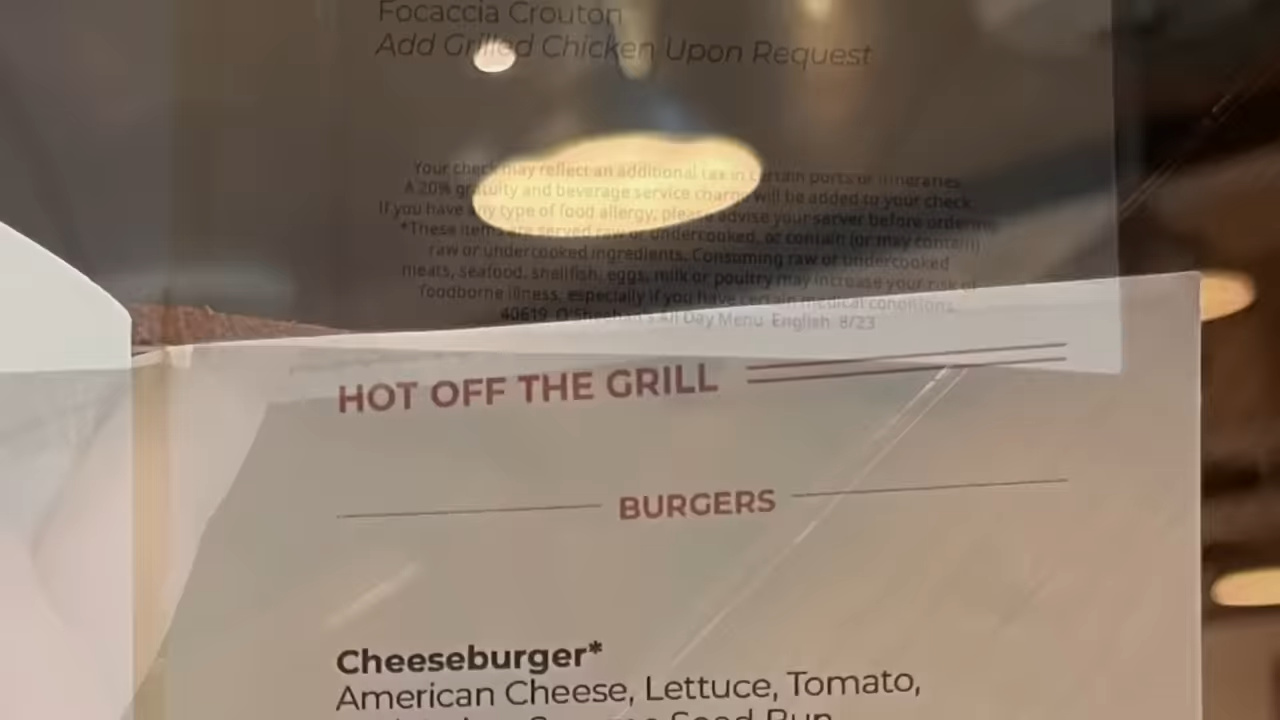 Focaccia Crouton
Add Grilled Chicken Upon Request
Your check may reflect an additional tax in certain ports or itineraries.
A 20% gratuity and beverage service charge will be added to your check.
If you have any type of food allergy, please advise your server before ordering.
*These items are served raw or undercooked, or contain (or may contain)
raw or undercooked ingredients. Consuming raw or undercooked
meats, seafood, shellfish, eggs, milk or poultry may increase your risk of
foodborne illness, especially if you have certain medical conditions.
40619 O'Sheehan's All Day Menu English 8/23
HOT OFF THE GRILL
BURGERS
Cheeseburger*
American Cheese, Lettuce, Tomato,
Seed Bun